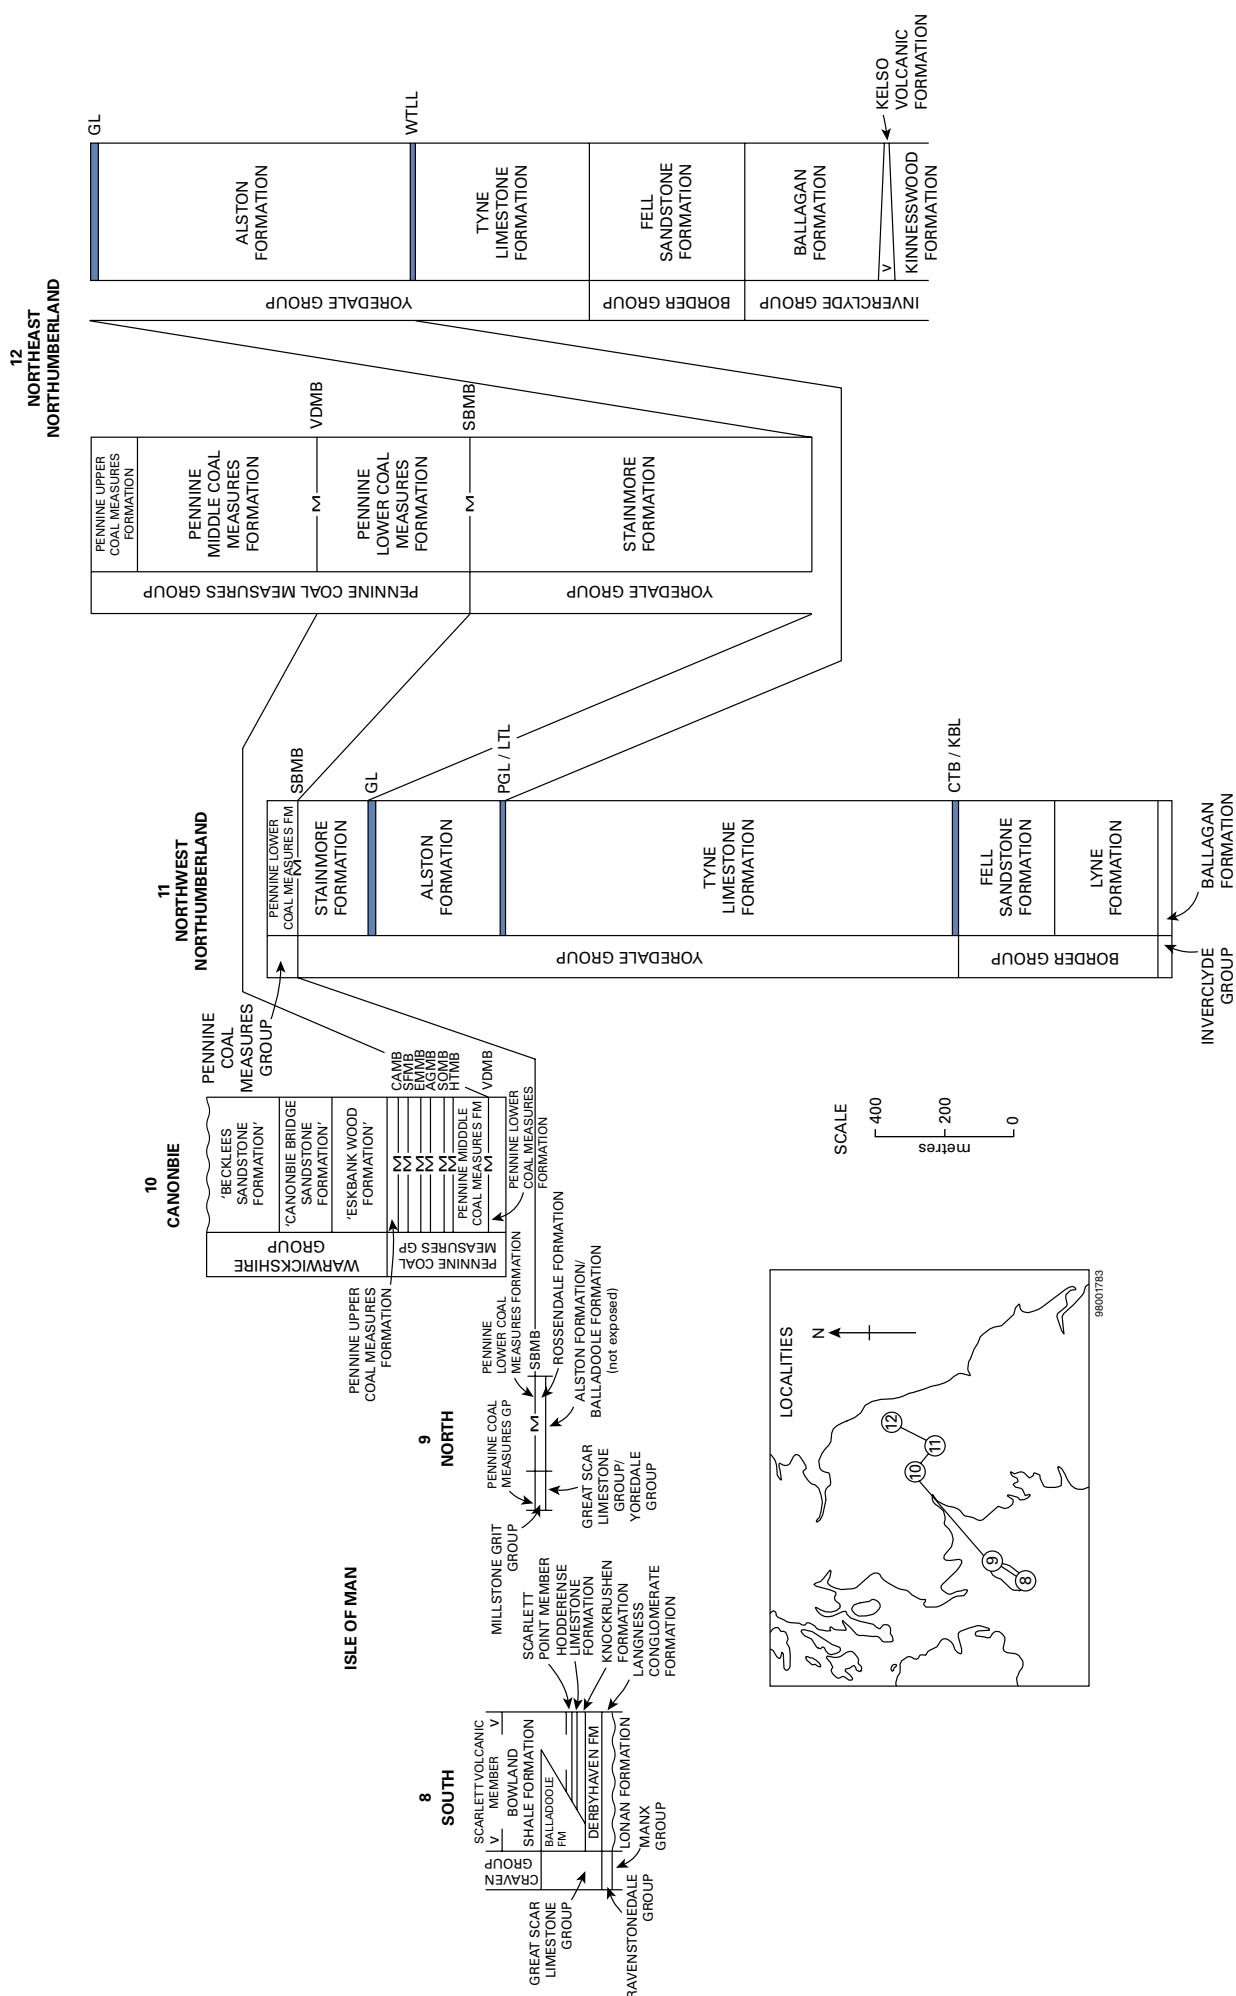 12
NORTHEAST
NORTHUMBERLAND
GL
ALSTON
FORMATION
WTLL
TYNE
LIMESTONE
FORMATION
FELL
SANDSTONE
FORMATION
BALLAGAN
FORMATION
V
KELSO
VOLCANIC
FORMATION
KINNESSWOOD
FORMATION
YOREDALE GROUP
BORDER GROUP
INVERCLYDE GROUP
PENNINE UPPER
COAL MEASURES
FORMATION
PENNINE
MIDDLE COAL
MEASURES
FORMATION
M
VDMB
PENNINE
LOWER COAL
MEASURES
FORMATION
M
SBMB
STAINMORE
FORMATION
PENNINE COAL MEASURES GROUP
YOREDALE GROUP
11
NORTHWEST
NORTHUMBERLAND
PENNINE LOWER
COAL MEASURES FM
M
SBMB
STAINMORE
FORMATION
GL
ALSTON
FORMATION
PGL / LTL
TYNE
LIMESTONE
FORMATION
CTB / KBL
FELL
SANDSTONE
FORMATION
LYNE
FORMATION
BALLAGAN
FORMATION
PENNINE
COAL
MEASURES
GROUP
YOREDALE GROUP
BORDER GROUP
INVERCLYDE
GROUP
10
CANONBIE
'BECKLEES
SANDSTONE
FORMATION'
'CANONBIE BRIDGE
SANDSTONE
FORMATION'
'ESKBANK WOOD
FORMATION'
M
M
M
M
M
M
CAMB
SFMB
EMMB
AGMB
SOMB
HTMB
PENNINE MIDDDLE
COAL MEASURES FM
M
VDMB
PENNINE LOWER
COAL MEASURES
FORMATION
WARWICKSHIRE
GROUP
PENNINE COAL
MEASURES GP
PENNINE UPPER
COAL MEASURES
FORMATION
ISLE OF MAN
9
NORTH
PENNINE
LOWER COAL
MEASURES FORMATION
M
SBMB
ROSSENDALE FORMATION
ALSTON FORMATION/
BALLADOOLE FORMATION
(not exposed)
PENNINE COAL
MEASURES GP
MILLSTONE GRIT
GROUP
GREAT SCAR
LIMESTONE
GROUP/
YOREDALE
GROUP
8
SOUTH
SCARLETT VOLCANIC
MEMBER
V
V
BOWLAND
SHALE FORMATION
BALLADOOLE
FM
DERBYHAVEN FM
LONAN FORMATION
SCARLETT
POINT MEMBER
HODDERENSE
LIMESTONE
FORMATION
KNOCKRUSHEN
FORMATION
LANGNESS
CONGLOMERATE
FORMATION
CRAVEN
GROUP
GREAT SCAR
LIMESTONE
GROUP
RAVENSTONEDALE
GROUP
MANX
GROUP
SCALE
400
200
0
metres
LOCALITIES
N
12
11
10
9
8
98001783